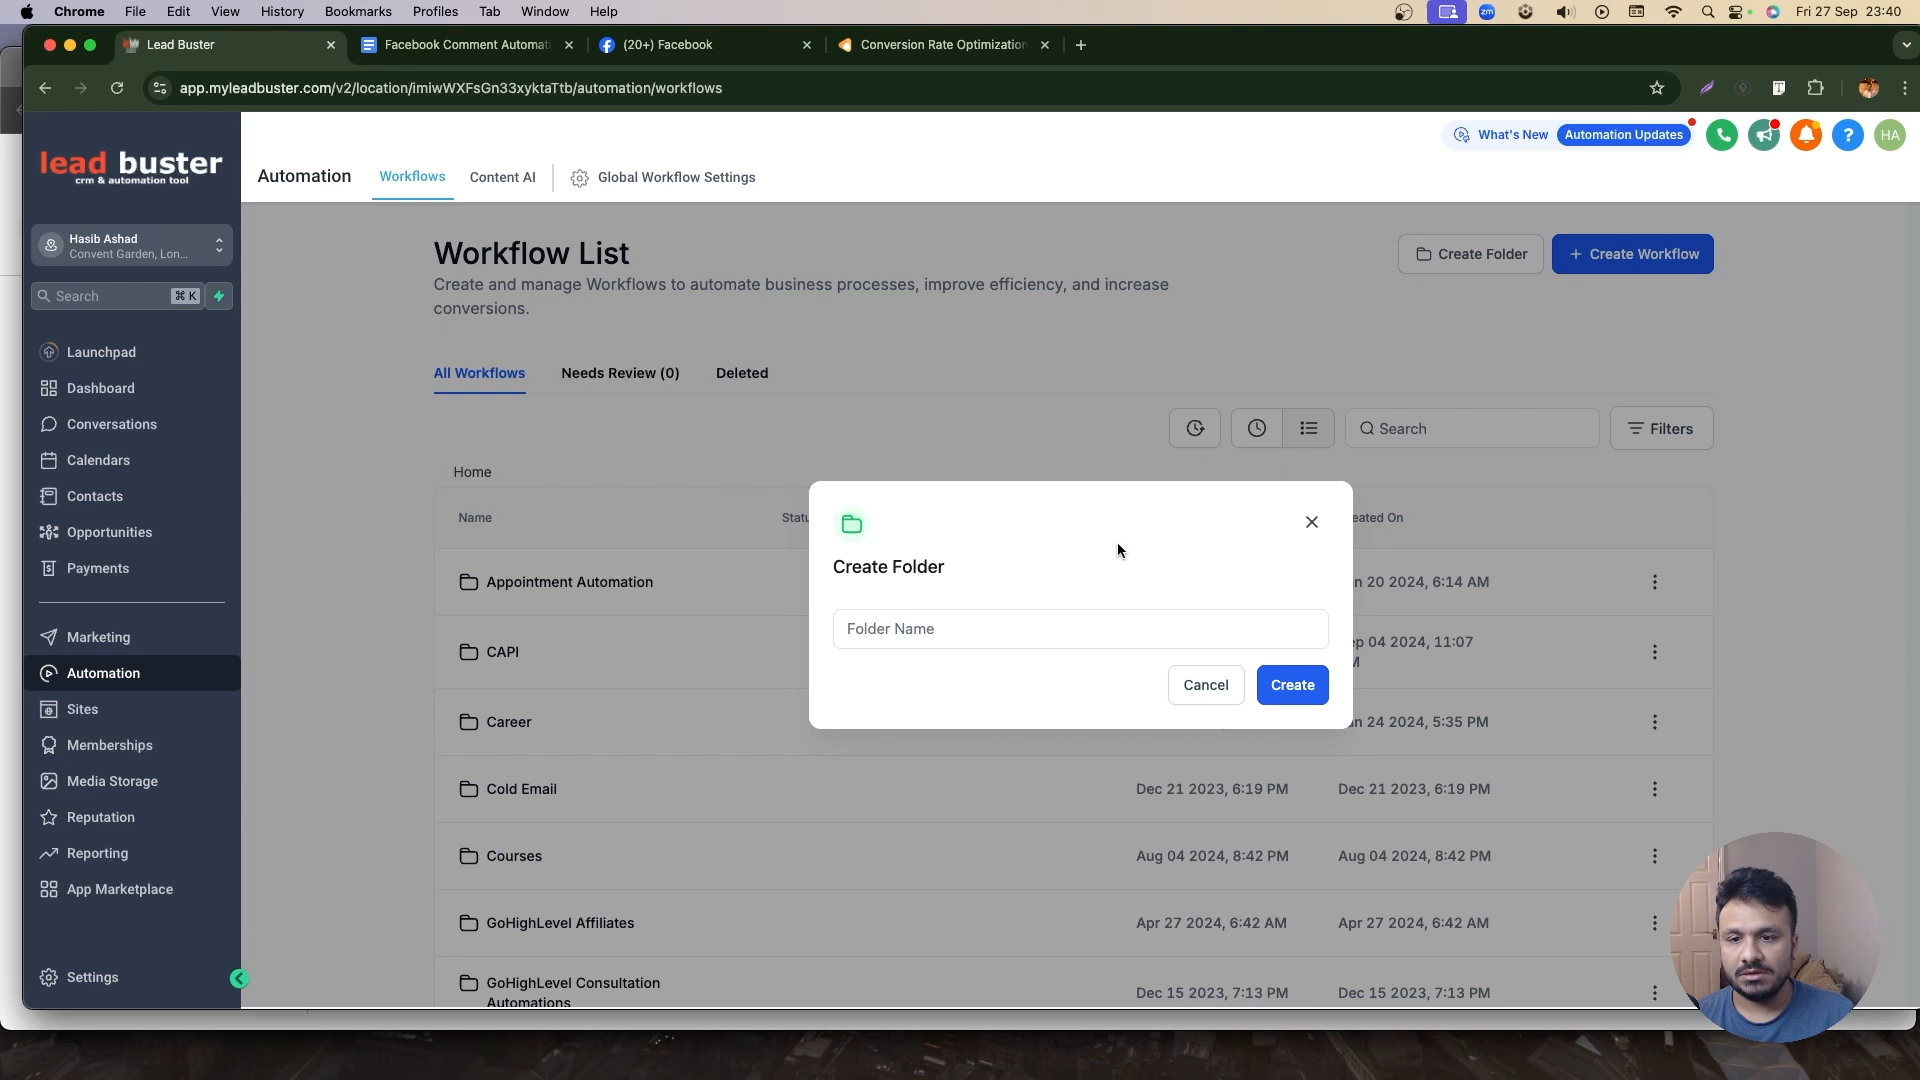 Chrome File Edit View History Bookmarks Profiles Tab Window Help
zm
Fri 27 Sep 23:40
Lead Buster
Facebook Comment Automat
(20+) Facebook
Conversion Rate Optimization
app.myleadbuster.com/v2/location/imiwWXFsGn33xyktaTtb/automation/workflows
lead buster
crm & automation tool
Hasib Ashad
Convent Garden, Lon...
Search ⌘ K
Launchpad
Dashboard
Conversations
Calendars
Contacts
Opportunities
Payments
Marketing
Automation
Sites
Memberships
Media Storage
Reputation
Reporting
App Marketplace
Settings
What's New Automation Updates
HA
Automation Workflows Content AI Global Workflow Settings
Workflow List
Create and manage Workflows to automate business processes, improve efficiency, and increase
conversions.
Create Folder + Create Workflow
All Workflows Needs Review (0) Deleted
Search Filters
Home
Name Statu eated On
Appointment Automation n 20 2024, 6:14 AM
CAPI ep 04 2024, 11:07
M
Career an 24 2024, 5:35 PM
Cold Email Dec 21 2023, 6:19 PM Dec 21 2023, 6:19 PM
Courses Aug 04 2024, 8:42 PM Aug 04 2024, 8:42 PM
GoHighLevel Affiliates Apr 27 2024, 6:42 AM Apr 27 2024, 6:42 AM
GoHighLevel Consultation
Automations Dec 15 2023, 7:13 PM Dec 15 2023, 7:13 PM
Create Folder
Folder Name
Cancel Create